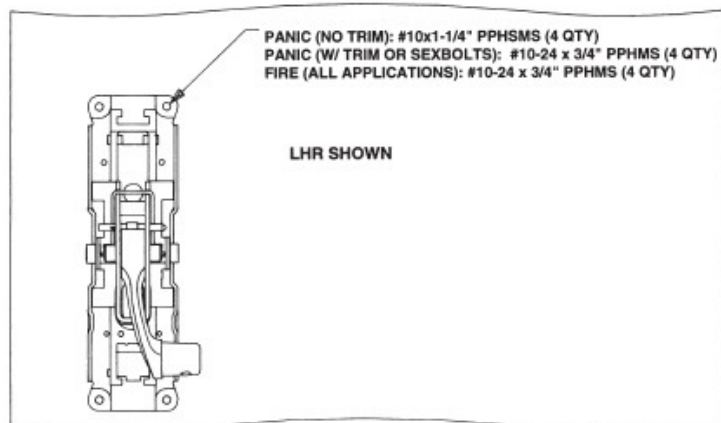 PANIC (NO TRIM): #10x1-1/4" PPHSMS (4 QTY)
PANIC (W/ TRIM OR SEXBOLTS): #10-24 x 3/4" PPHMS (4 QTY)
FIRE (ALL APPLICATIONS): #10-24 x 3/4" PPHMS (4 QTY)
LHR SHOWN